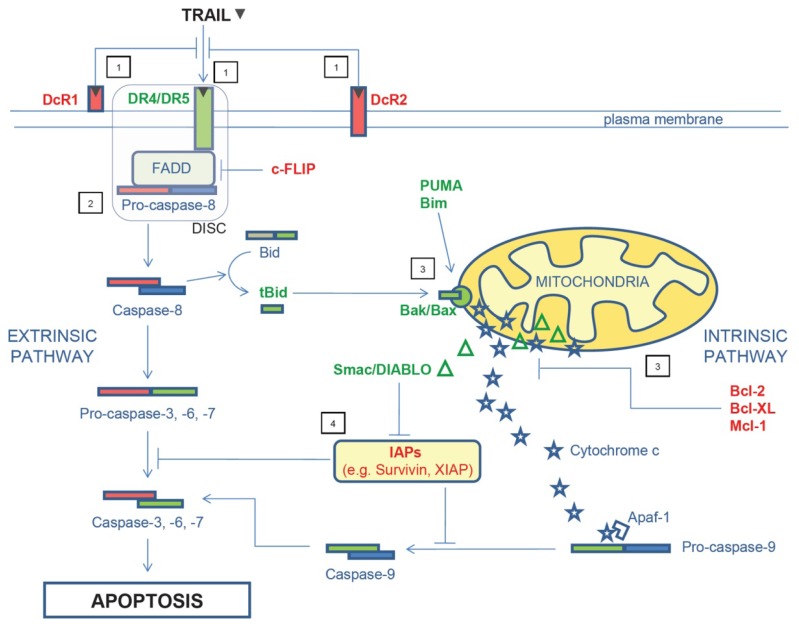 TRAIL
1
1
1
DcR1
DR4/DR5
DcR2
plasma membrane
FADD
c-FLIP
2
Pro-caspase-8
DISC
PUMA
Bim
Bid
3
MITOCHONDRIA
Caspase-8
tBid
Bak/Bax
EXTRINSIC
PATHWAY
INTRINSIC
PATHWAY
Smac/DIABLO
3
Pro-caspase-3, -6, -7
Bcl-2
Bcl-XL
Mcl-1
4
IAPs
(e.g. Survivin, XIAP)
Cytochrome c
Caspase-3, -6, -7
Apaf-1
Caspase-9
Pro-caspase-9
APOPTOSIS